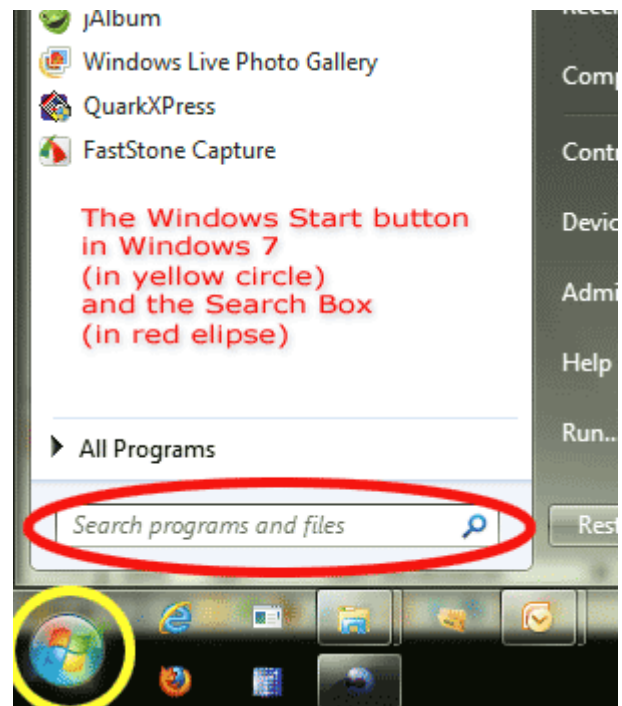 jAlbum
Windows Live Photo Gallery
QuarkXPress
FastStone Capture
The Windows Start button
in Windows 7
(in yellow circle)
and the Search Box
(in red elipse)
All Programs
Search programs and files
Help
Run...